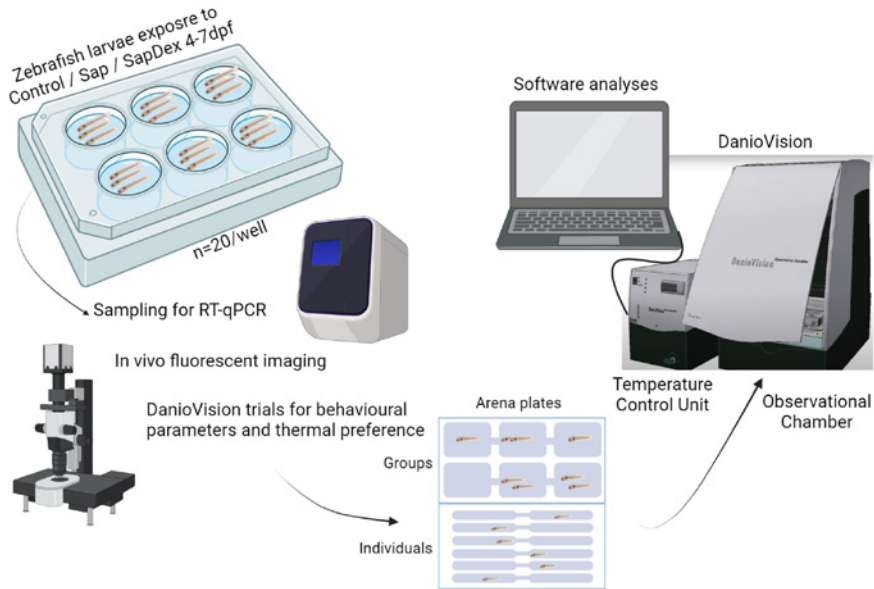 Zebrafish larvae exposre to
Control / Sap / SapDex 4-7dpf
n=20/well
Sampling for RT-qPCR
In vivo fluorescent imaging
DanioVision trials for behavioural
parameters and thermal preference
Software analyses
DanioVision
DanioVision
Temperature
Control Unit
Observational
Chamber
Arena plates
Groups
Individuals